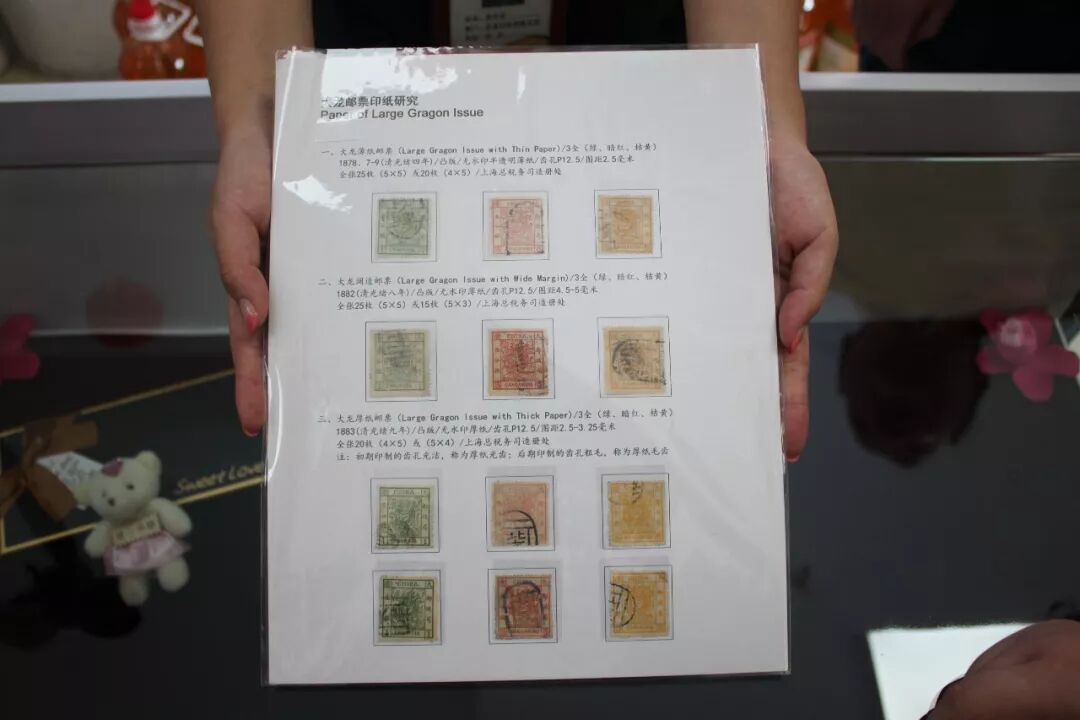 大龙邮票印纸研究
Paper of Large Gragon Issue
一、大龙薄纸邮票 (Large Gragon Issue with Thin Paper)/3全 (绿、暗红、桔黄)
1878.7-9(清光绪四年)/凸版/无水印半透明薄纸/齿孔P12.5/图距2.5毫米
全张25枚 (5×5) 或20枚 (4×5) /上海总税务司造册处
二、大龙阔边邮票 (Large Gragon Issue with Wide Margin)/3全 (绿、暗红、桔黄)
1882(清光绪八年)/凸版/无水印薄纸/齿孔P12.5/图距4.5-5毫米
全张25枚 (5×5) 或15枚 (5×3) /上海总税务司造册处
三、大龙厚纸邮票 (Large Gragon Issue with Thick Paper)/3全 (绿、暗红、桔黄)
1883(清光绪九年)/凸版/无水印厚纸/齿孔P12.5/图距2.5-3.25毫米
全张20枚 (4×5) 或 (5×4) /上海总税务司造册处
注：初期印制的齿孔光洁，称为厚纸光齿；后期印制的齿孔粗毛，称为厚纸毛齿
CHINA
CHINA
CHINA
SWEET LOVE